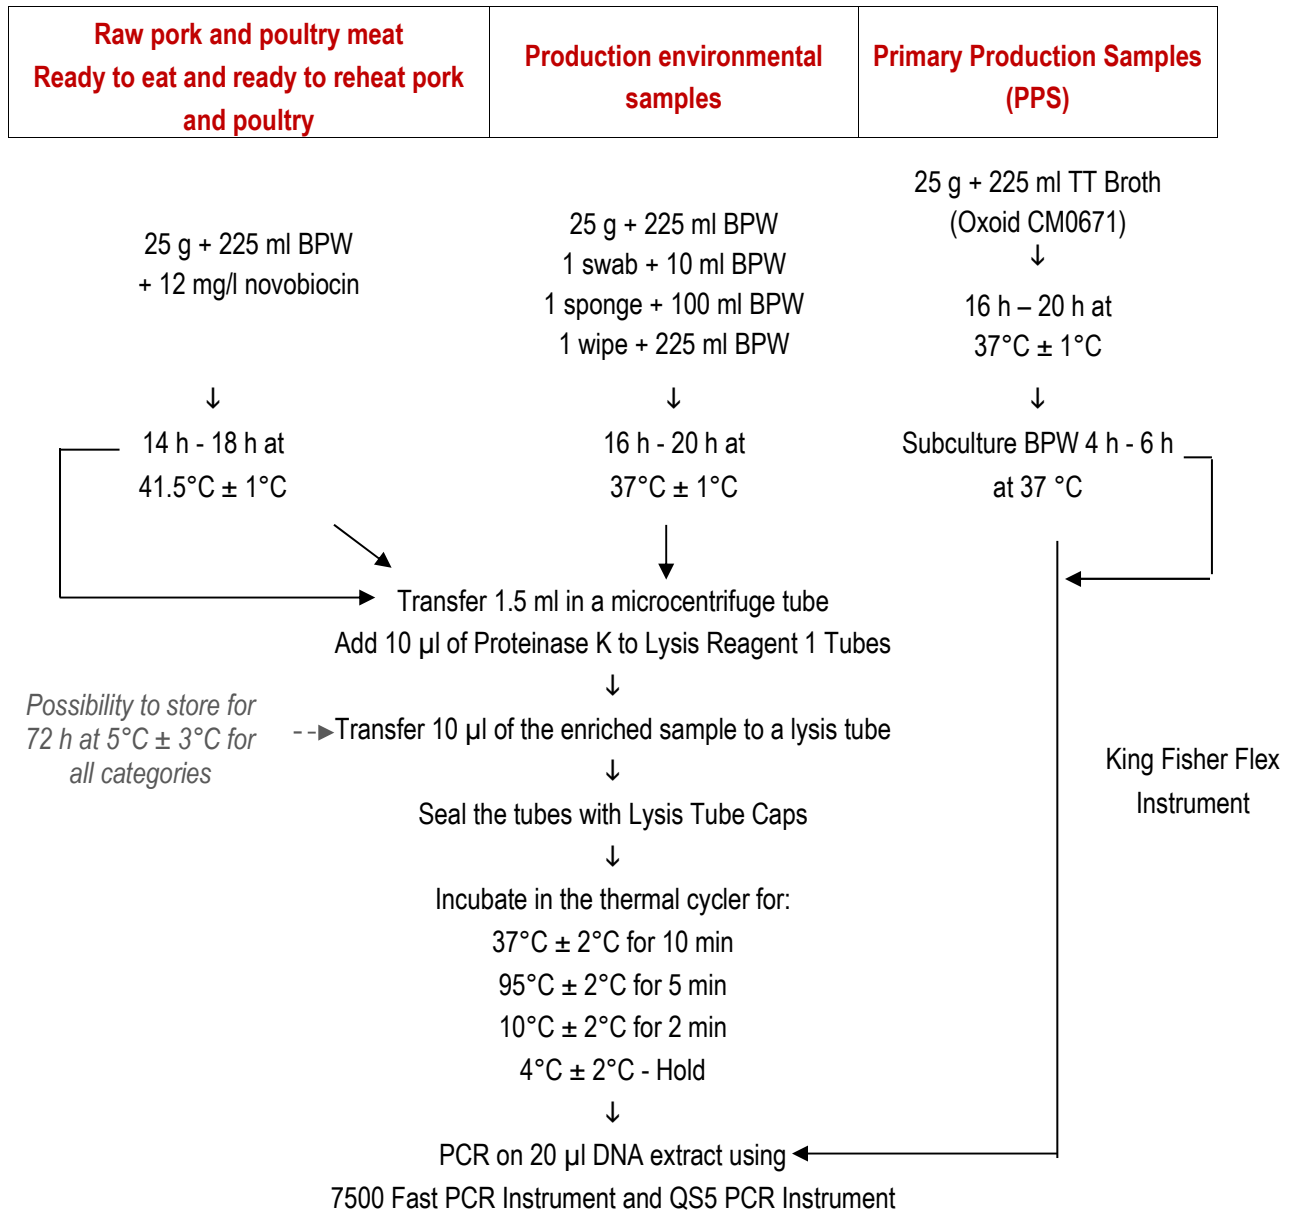 Raw pork and poultry meat
Ready to eat and ready to reheat pork
and poultry
Production environmental
samples
Primary Production Samples
(PPS)
25 g + 225 ml BPW
+ 12 mg/l novobiocin
↓
14 h - 18 h at
41.5°C ± 1°C
25 g + 225 ml BPW
1 swab + 10 ml BPW
1 sponge + 100 ml BPW
1 wipe + 225 ml BPW
↓
16 h - 20 h at
37°C ± 1°C
25 g + 225 ml TT Broth
(Oxoid CM0671)
↓
16 h – 20 h at
37°C ± 1°C
↓
Subculture BPW 4 h - 6 h
at 37 °C
Transfer 1.5 ml in a microcentrifuge tube
Add 10 µl of Proteinase K to Lysis Reagent 1 Tubes
↓
Possibility to store for
72 h at 5°C ± 3°C for
all categories
Transfer 10 µl of the enriched sample to a lysis tube
↓
Seal the tubes with Lysis Tube Caps
↓
King Fisher Flex
Instrument
Incubate in the thermal cycler for:
37°C ± 2°C for 10 min
95°C ± 2°C for 5 min
10°C ± 2°C for 2 min
4°C ± 2°C - Hold
↓
PCR on 20 µl DNA extract using
7500 Fast PCR Instrument and QS5 PCR Instrument